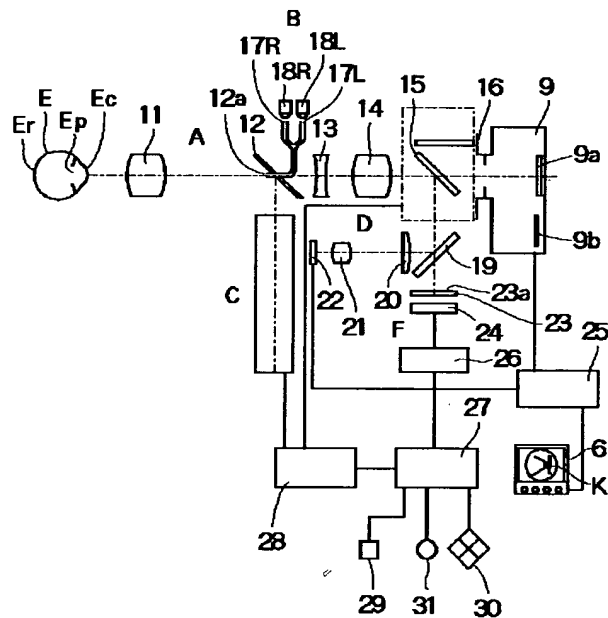 B
17R 18L
18R 17L
12a
12 13 14 15 16 9
E Ep Ec
Er 11 A
9a
9b
D
C 22 21 20 19
23a
F 24 23
26 25
27
6
K
28
29 31 30